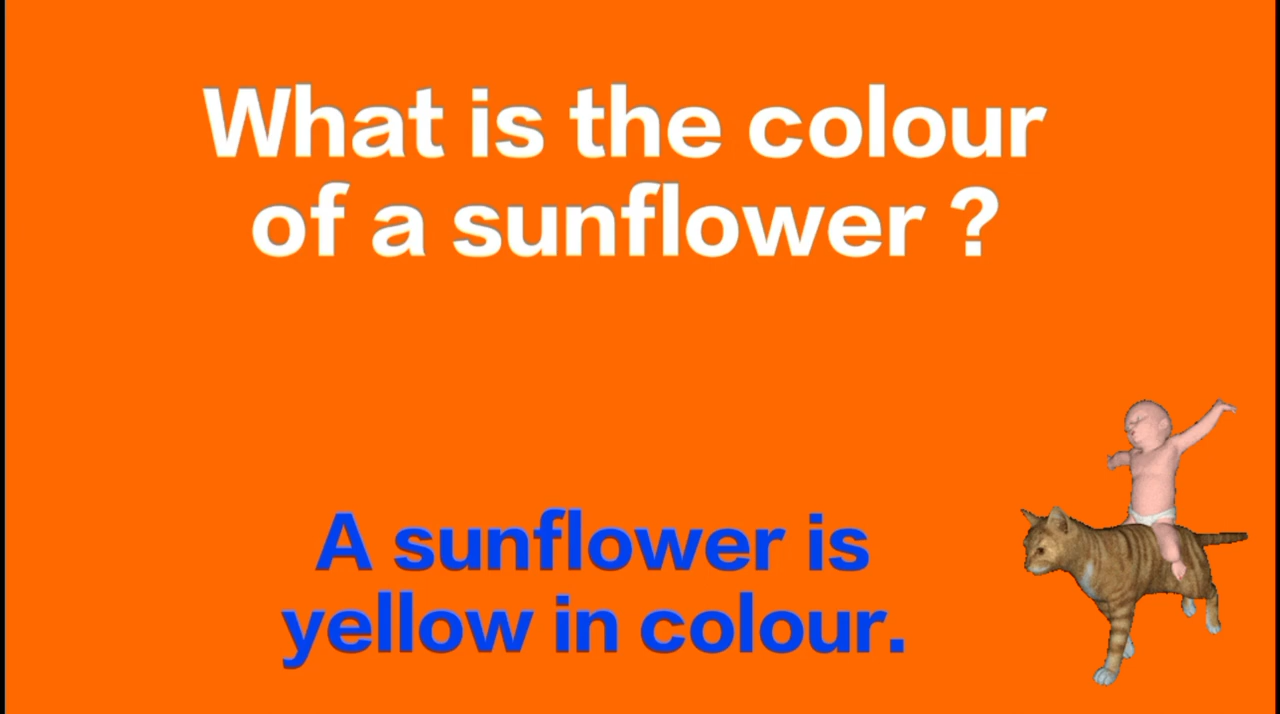 What is the colour
of a sunflower ?
A sunflower is
yellow in colour.